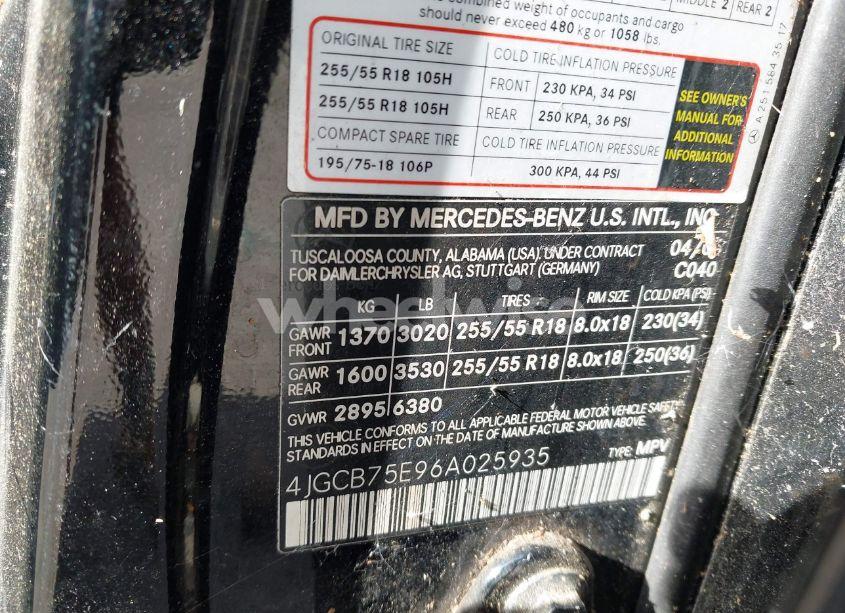 combined weight of occupants and cargo
should never exceed 480 kg or 1058 lbs.
MIDDLE 2 REAR 2
ORIGINAL TIRE SIZE COLD TIRE INFLATION PRESSURE
255/55 R18 105H FRONT 230 KPA, 34 PSI
255/55 R18 105H REAR 250 KPA, 36 PSI
COMPACT SPARE TIRE COLD TIRE INFLATION PRESSURE
195/75-18 106P 300 KPA, 44 PSI
SEE OWNER'S
MANUAL FOR
ADDITIONAL
INFORMATION
A 251 584 35 17
MFD BY MERCEDES-BENZ U.S. INTL., INC
TUSCALOOSA COUNTY, ALABAMA (USA), UNDER CONTRACT 04/0
FOR DAIMLERCHRYSLER AG, STUTTGART (GERMANY) C040
wheelwise
KG LB TIRES RIM SIZE COLD KPA (PSI)
GAWR FRONT 1370 3020 255/55 R18 8.0x18 230(34)
GAWR REAR 1600 3530 255/55 R18 8.0x18 250(36)
GVWR 2895 6380
THIS VEHICLE CONFORMS TO ALL APPLICABLE FEDERAL MOTOR VEHICLE SAFETY
STANDARDS IN EFFECT ON THE DATE OF MANUFACTURE SHOWN ABOVE.
4JGCB75E96A025935 TYPE: MPV